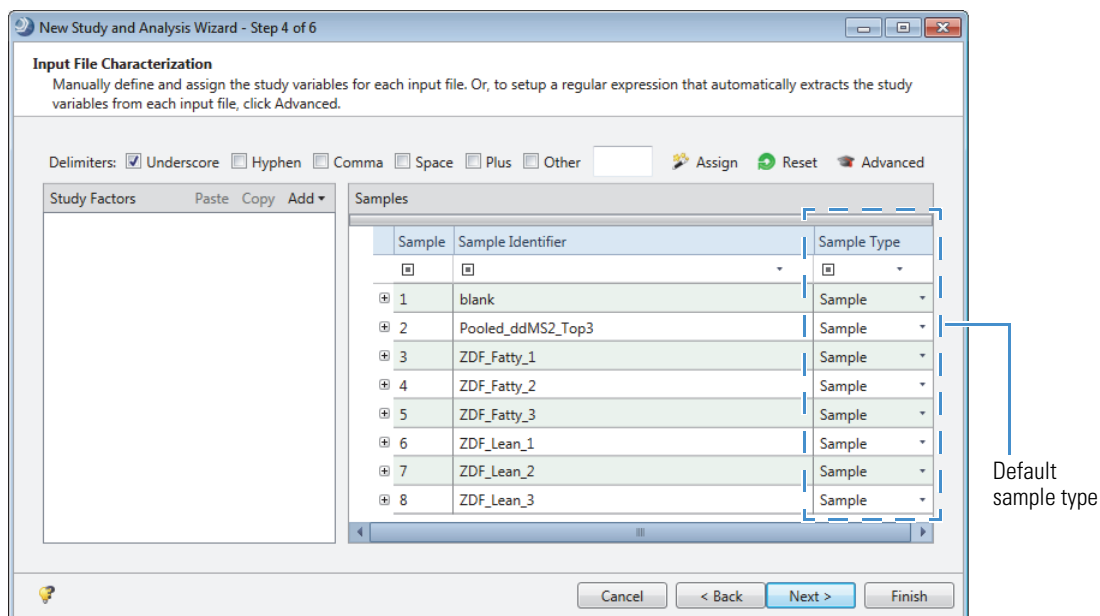 New Study and Analysis Wizard - Step 4 of 6
Input File Characterization
Manually define and assign the study variables for each input file. Or, to setup a regular expression that automatically extracts the study
variables from each input file, click Advanced.
Delimiters: Underscore Hyphen Comma Space Plus Other Assign Reset Advanced
Study Factors Paste Copy Add Samples
Sample Sample Identifier Sample Type
1 blank Sample
2 Pooled_ddMS2_Top3 Sample
3 ZDF_Fatty_1 Sample
4 ZDF_Fatty_2 Sample
5 ZDF_Fatty_3 Sample
6 ZDF_Lean_1 Sample
7 ZDF_Lean_2 Sample
8 ZDF_Lean_3 Sample
Default
sample type
Cancel < Back Next > Finish